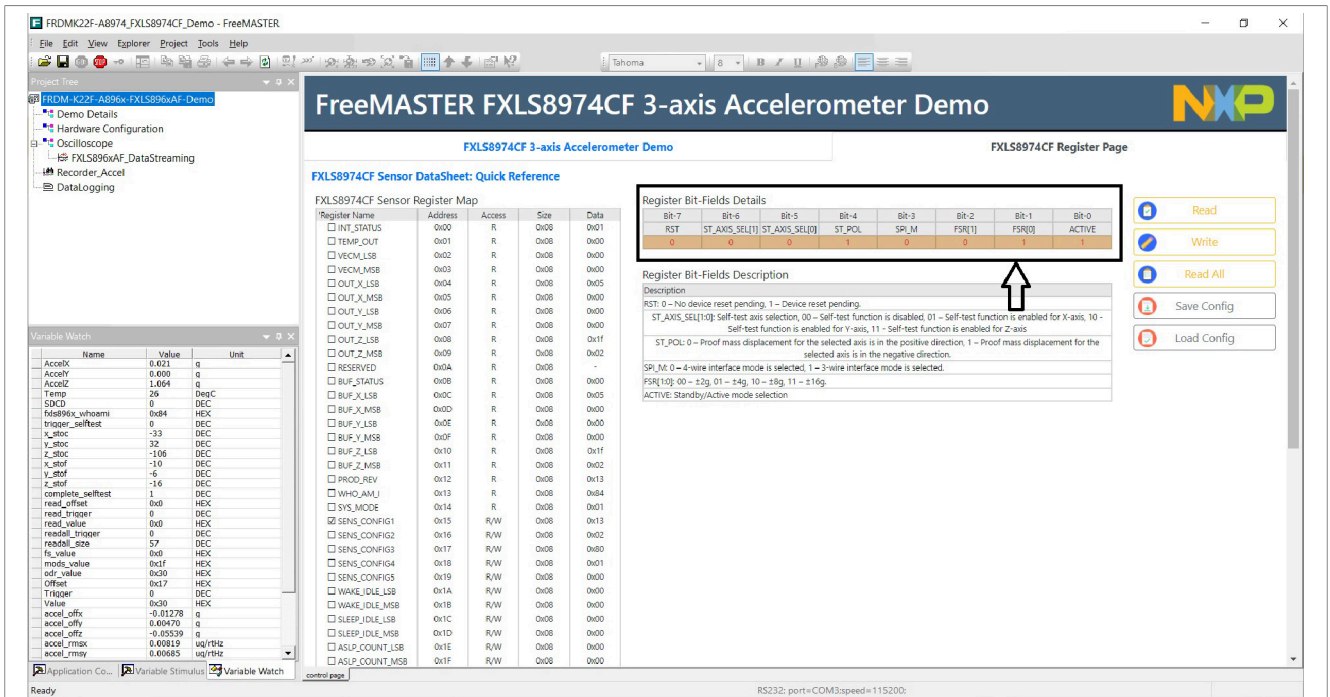 FRDMK22F-A8974_FXLS8974CF_Demo - FreeMASTER
File Edit View Explorer Project Tools Help
Tahoma 8 B I U
Project Tree
FRDM-K22F-A896x-FXLS896xAF-Demo
Demo Details
Hardware Configuration
Oscilloscope
FXLS896xAF_DataStreaming
Recorder_Accel
DataLogging
Variable Watch
Name Value Unit
AccelX 0.021 g
AccelY 0.000 g
AccelZ 1.064 g
Temp 26 DegC
SDCD 0 DEC
fxls896x_whoami 0x84 HEX
trigger_selftest 0 DEC
x_stoc -33 DEC
y_stoc 32 DEC
z_stoc -106 DEC
x_stof -10 DEC
y_stof -6 DEC
z_stof -16 DEC
complete_selftest 1 DEC
read_offset 0x0 HEX
read_trigger 0 DEC
read_value 0x0 HEX
readall_trigger 0 DEC
readall_size 57 DEC
fs_value 0x0 HEX
mods_value 0x1f HEX
odr_value 0x30 HEX
Offset 0x17 HEX
Trigger 0 DEC
Value 0x30 HEX
accel_offx -0.01278 g
accel_offy 0.00470 g
accel_offz -0.05539 g
accel_rmsx 0.00819 ug/rtHz
accel_rmsy 0.00685 ug/rtHz
Application Co... Variable Stimulus Variable Watch
FreeMASTER FXLS8974CF 3-axis Accelerometer Demo
NXP
FXLS8974CF 3-axis Accelerometer Demo FXLS8974CF Register Page
FXLS8974CF Sensor DataSheet: Quick Reference
FXLS8974CF Sensor Register Map
'Register Name Address Access Size Data
INT_STATUS 0x00 R 0x08 0x01
TEMP_OUT 0x01 R 0x08 0x00
VECM_LSB 0x02 R 0x08 0x00
VECM_MSB 0x03 R 0x08 0x00
OUT_X_LSB 0x04 R 0x08 0x05
OUT_X_MSB 0x05 R 0x08 0x00
OUT_Y_LSB 0x06 R 0x08 0x00
OUT_Y_MSB 0x07 R 0x08 0x00
OUT_Z_LSB 0x08 R 0x08 0x1f
OUT_Z_MSB 0x09 R 0x08 0x02
RESERVED 0x0A R 0x08 -
BUF_STATUS 0x0B R 0x08 0x00
BUF_X_LSB 0x0C R 0x08 0x05
BUF_X_MSB 0x0D R 0x08 0x00
BUF_Y_LSB 0x0E R 0x08 0x00
BUF_Y_MSB 0x0F R 0x08 0x00
BUF_Z_LSB 0x10 R 0x08 0x1f
BUF_Z_MSB 0x11 R 0x08 0x02
PROD_REV 0x12 R 0x08 0x13
WHO_AM_I 0x13 R 0x08 0x84
SYS_MODE 0x14 R 0x08 0x01
SENS_CONFIG1 0x15 R/W 0x08 0x13
SENS_CONFIG2 0x16 R/W 0x08 0x02
SENS_CONFIG3 0x17 R/W 0x08 0x80
SENS_CONFIG4 0x18 R/W 0x08 0x01
SENS_CONFIG5 0x19 R/W 0x08 0x00
WAKE_IDLE_LSB 0x1A R/W 0x08 0x00
WAKE_IDLE_MSB 0x1B R/W 0x08 0x00
SLEEP_IDLE_LSB 0x1C R/W 0x08 0x00
SLEEP_IDLE_MSB 0x1D R/W 0x08 0x00
ASLP_COUNT_LSB 0x1E R/W 0x08 0x00
ASLP_COUNT_MSB 0x1F R/W 0x08 0x00
Register Bit-Fields Details
Bit-7 Bit-6 Bit-5 Bit-4 Bit-3 Bit-2 Bit-1 Bit-0
RST ST_AXIS_SEL[1] ST_AXIS_SEL[0] ST_POL SPI_M FSR[1] FSR[0] ACTIVE
0 0 0 1 0 0 1 1
Register Bit-Fields Description
Description
RST: 0 – No device reset pending, 1 – Device reset pending.
ST_AXIS_SEL[1:0]: Self-test axis selection, 00 – Self-test function is disabled, 01 – Self-test function is enabled for X-axis, 10 -
Self-test function is enabled for Y-axis, 11 - Self-test function is enabled for Z-axis
ST_POL: 0 – Proof mass displacement for the selected axis is in the positive direction, 1 – Proof mass displacement for the
selected axis is in the negative direction.
SPI_M: 0 – 4-wire interface mode is selected, 1 – 3-wire interface mode is selected.
FSR[1:0]: 00 – ±2g, 01 – ±4g, 10 – ±8g, 11 – ±16g.
ACTIVE: Standby/Active mode selection
Read
Write
Read All
Save Config
Load Config
control page
Ready
RS232; port=COM3;speed=115200;